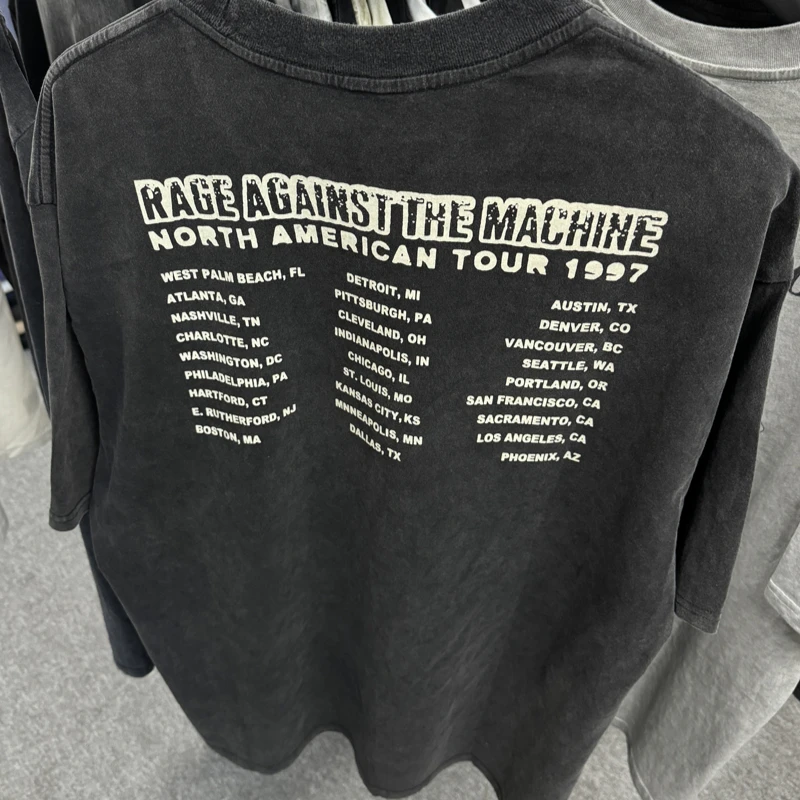 RAGE AGAINST THE MACHINE
NORTH AMERICAN TOUR 1997
WEST PALM BEACH, FL
ATLANTA, GA
NASHVILLE, TN
CHARLOTTE, NC
WASHINGTON, DC
PHILADELPHIA, PA
HARTFORD, CT
E. RUTHERFORD, NJ
BOSTON, MA
DETROIT, MI
PITTSBURGH, PA
CLEVELAND, OH
INDIANAPOLIS, IN
CHICAGO, IL
ST. LOUIS, MO
KANSAS CITY, KS
MNNEAPOLIS, MN
DALLAS, TX
AUSTIN, TX
DENVER, CO
VANCOUVER, BC
SEATTLE, WA
PORTLAND, OR
SAN FRANCISCO, CA
SACRAMENTO, CA
LOS ANGELES, CA
PHOENIX, AZ